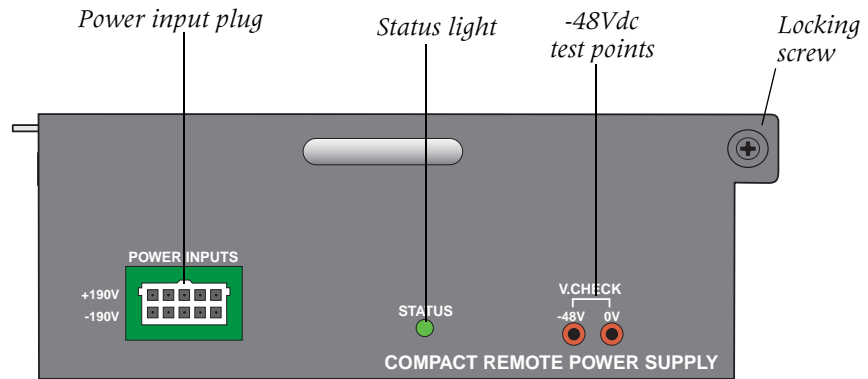 Power input plug
Status light
-48Vdc
test points
Locking
screw
POWER INPUTS
+190V
-190V
STATUS
V.CHECK
-48V 0V
COMPACT REMOTE POWER SUPPLY